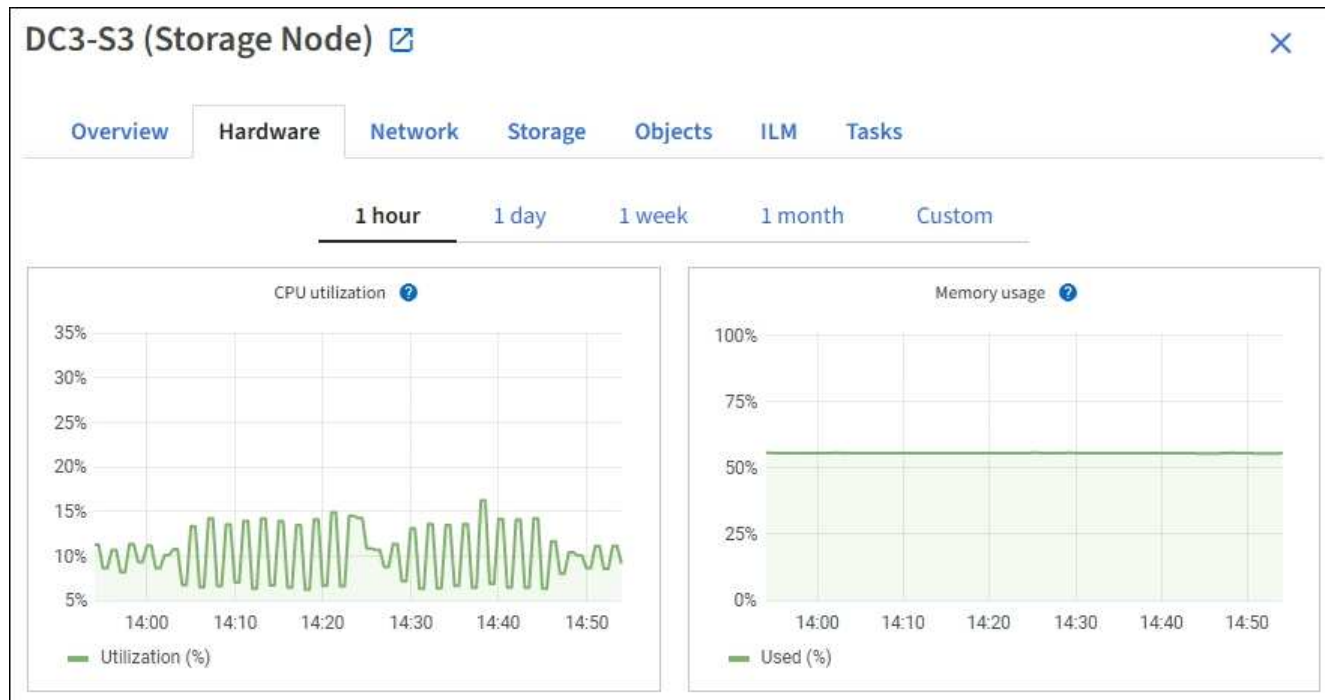 DC3-S3 (Storage Node)
Overview Hardware Network Storage Objects ILM Tasks
1 hour 1 day 1 week 1 month Custom
CPU utilization ?
35%
30%
25%
20%
15%
10%
5%
14:00 14:10 14:20 14:30 14:40 14:50
Utilization (%)
Memory usage ?
100%
75%
50%
25%
0%
14:00 14:10 14:20 14:30 14:40 14:50
Used (%)